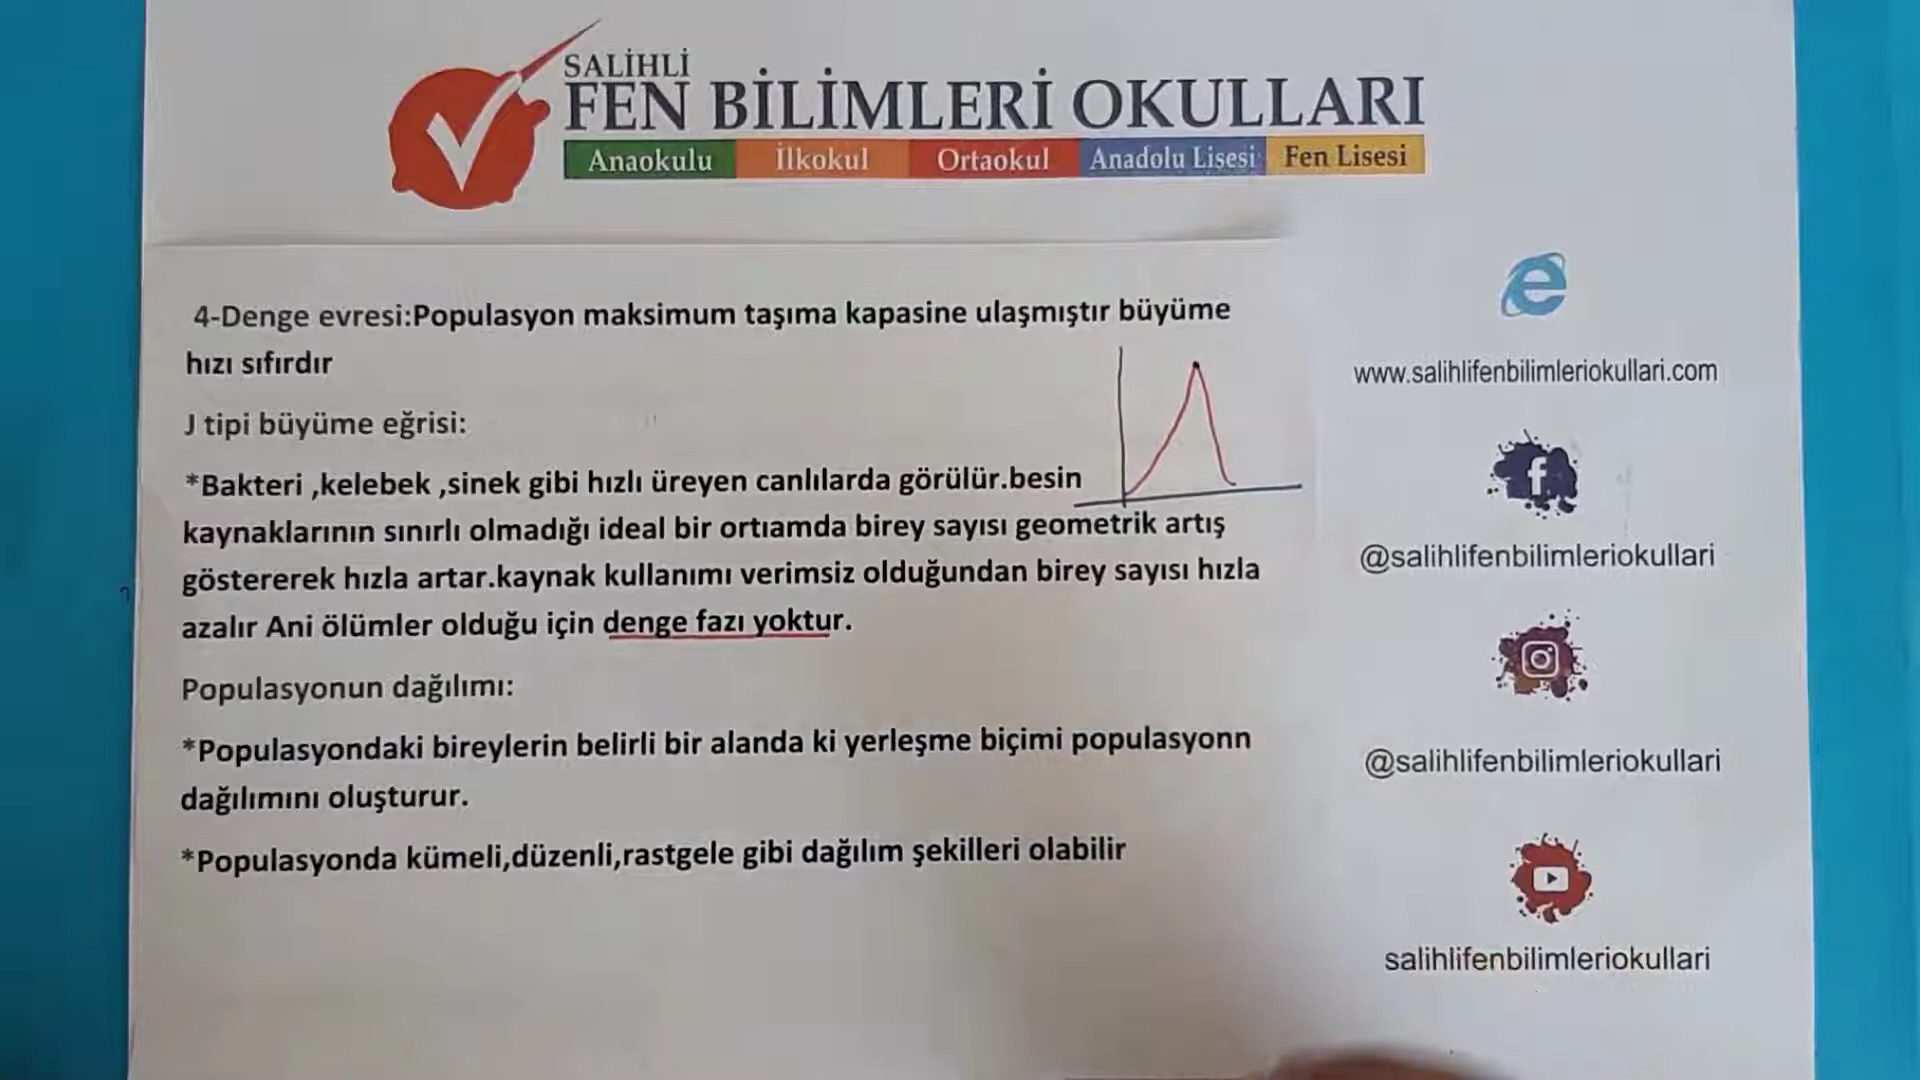 SALİHLİ
FEN BİLİMLERİ OKULLARI
Anaokulu İlkokul Ortaokul Anadolu Lisesi Fen Lisesi
4-Denge evresi:Populasyon maksimum taşıma kapasine ulaşmıştır büyüme
hızı sıfırdır
J tipi büyüme eğrisi:
*Bakteri ,kelebek ,sinek gibi hızlı üreyen canlılarda görülür.besin
kaynaklarının sınırlı olmadığı ideal bir ortıamda birey sayısı geometrik artış
göstererek hızla artar.kaynak kullanımı verimsiz olduğundan birey sayısı hızla
azalır Ani ölümler olduğu için denge fazı yoktur.
Populasyonun dağılımı:
*Populasyondaki bireylerin belirli bir alanda ki yerleşme biçimi populasyonn
dağılımını oluşturur.
*Populasyonda kümeli,düzenli,rastgele gibi dağılım şekilleri olabilir
www.salihlifenbilimleriokullari.com
@salihlifenbilimleriokullari
@salihlifenbilimleriokullari
salihlifenbilimleriokullari